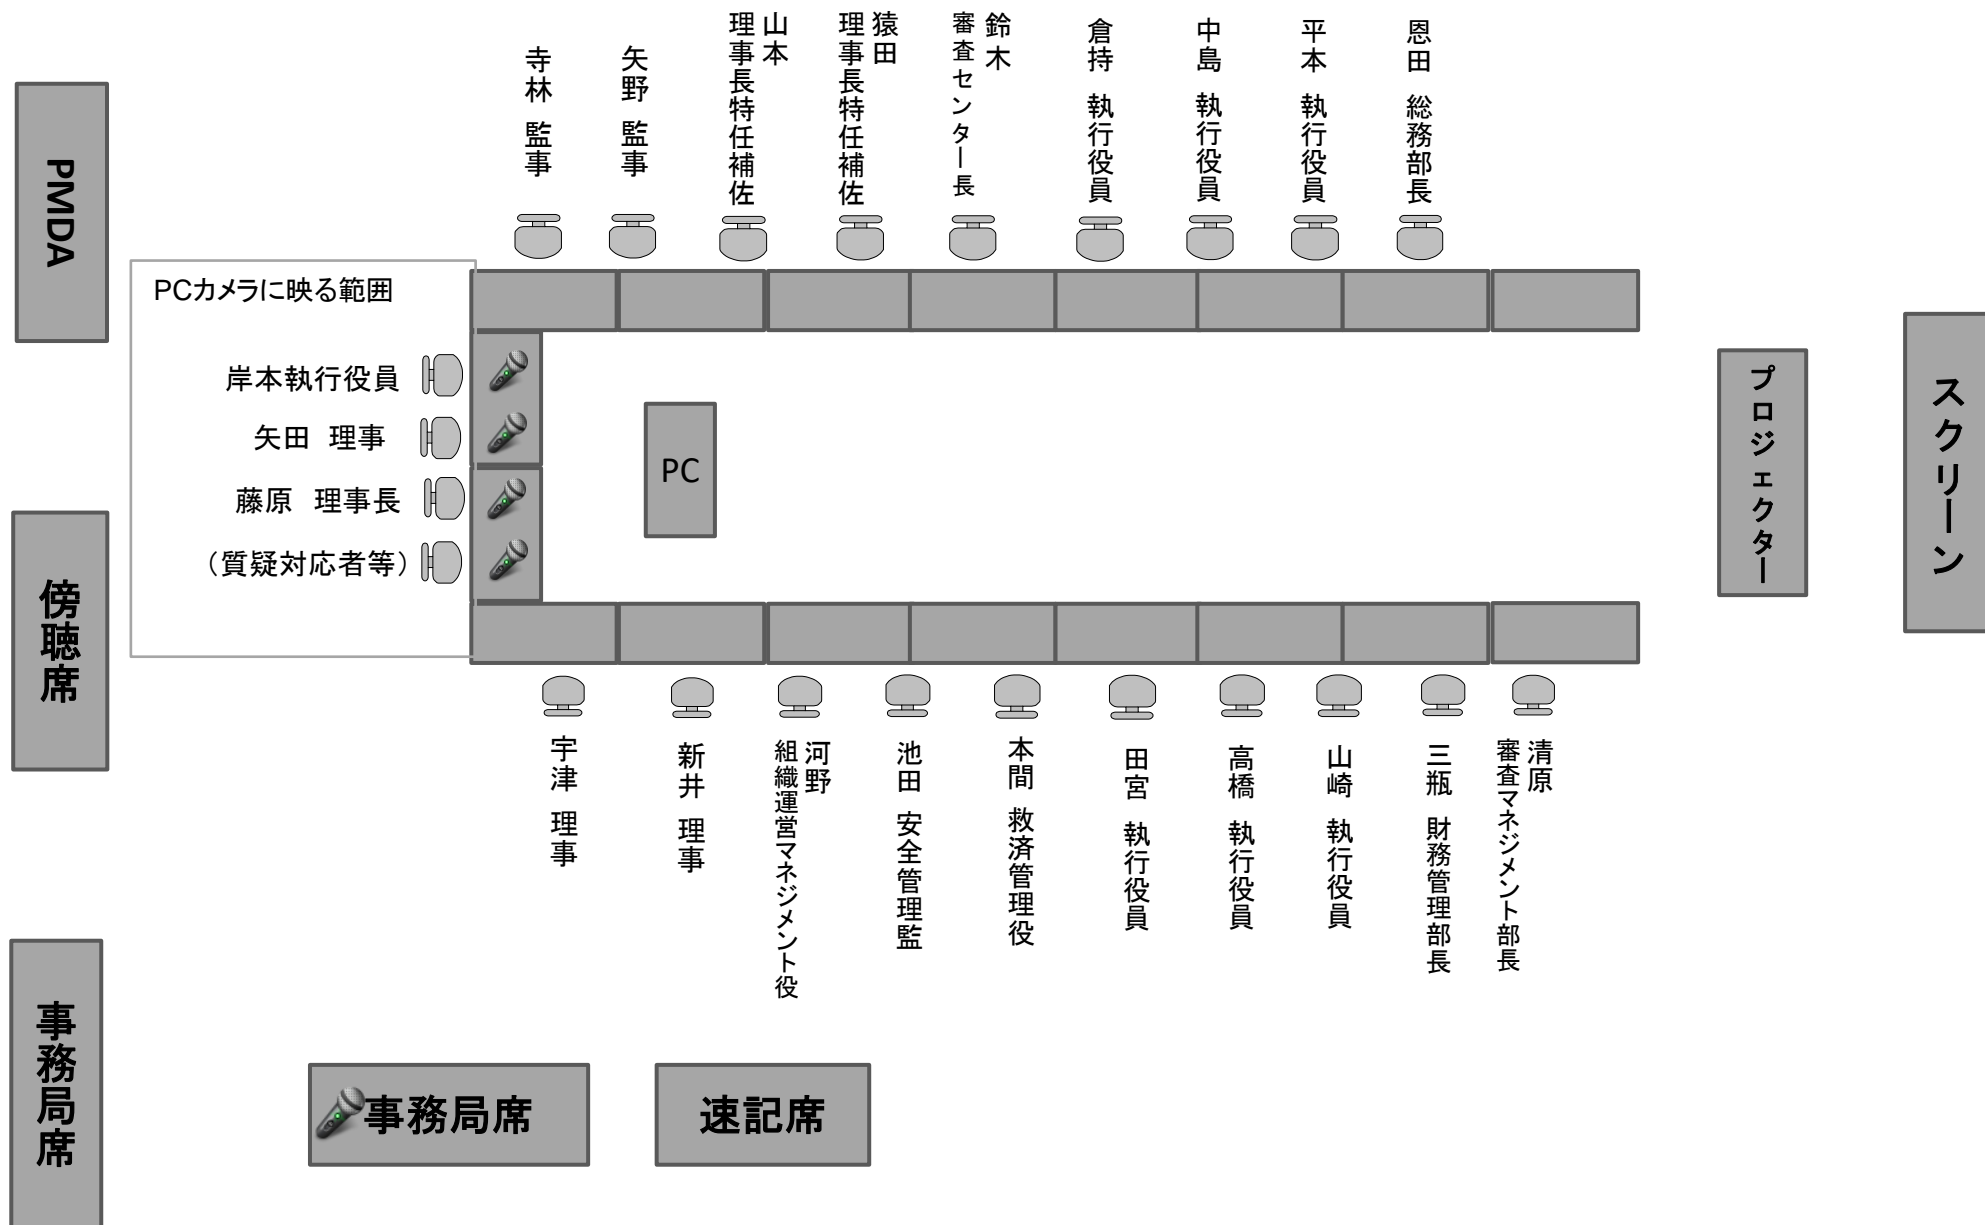 寺林 監事
矢野 監事
山本
理事長特任補佐
猿田
理事長特任補佐
鈴木
審査センター長
倉持 執行役員
中島 執行役員
平本 執行役員
恩田 総務部長
PMDA
PCカメラに映る範囲
岸本執行役員
矢田 理事
藤原 理事長
（質疑対応者等）
PC
プロジェクター
スクリーン
傍聴席
宇津 理事
新井 理事
河野
組織運営マネジメント役
池田 安全管理監
本間 救済管理役
田宮 執行役員
高橋 執行役員
山崎 執行役員
三瓶 財務管理部長
清原
審査マネジメント部長
事務局席
事務局席
速記席